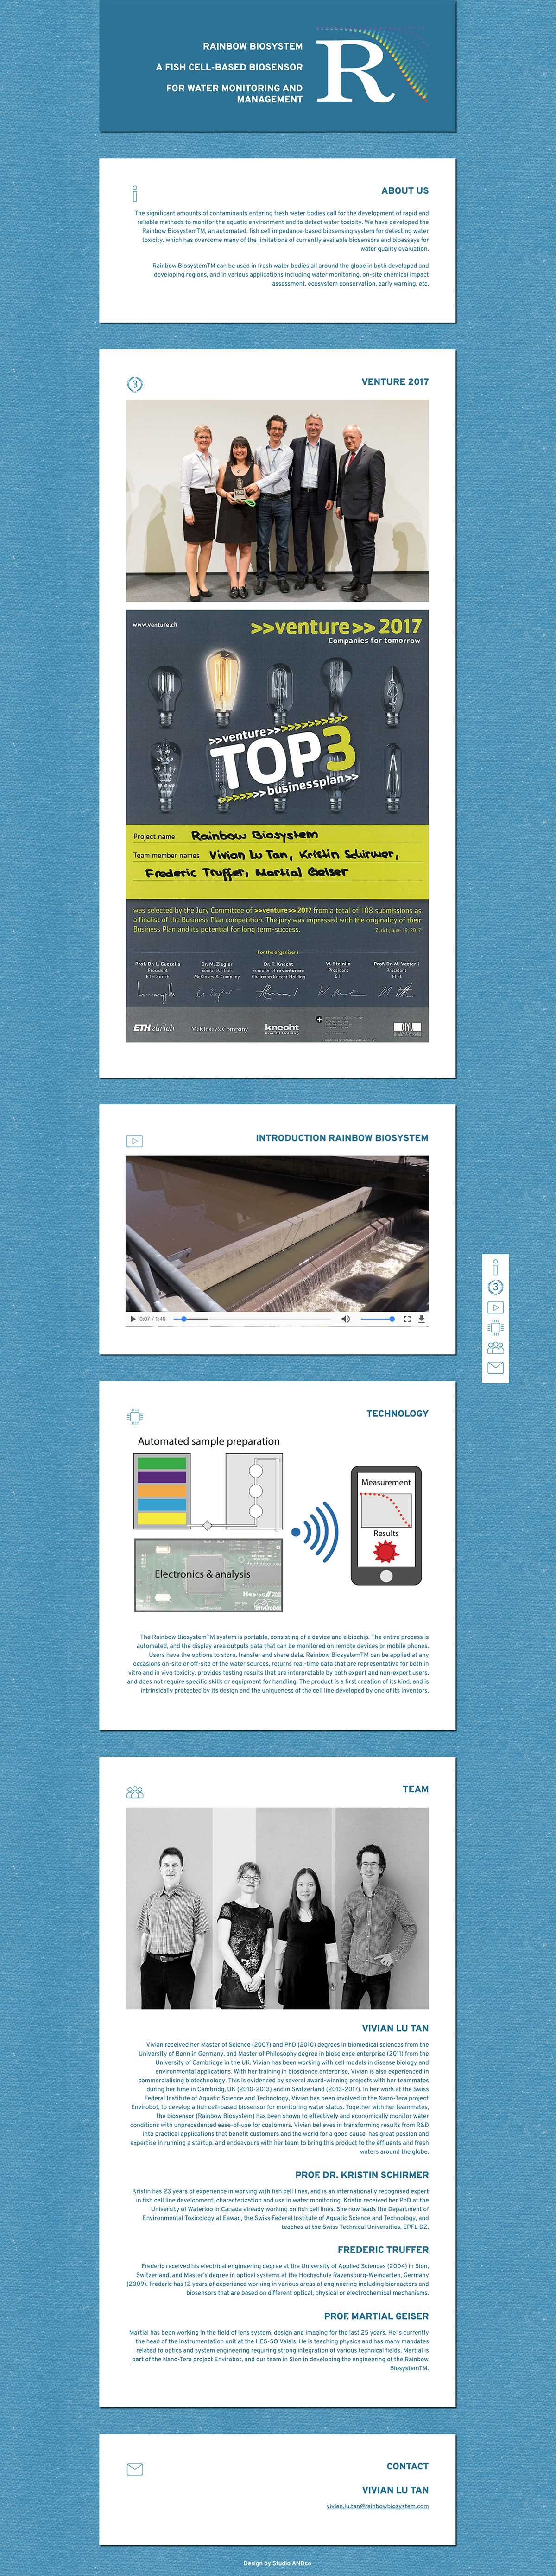 RAINBOW BIOSYSTEM
A FISH CELL-BASED BIOSENSOR
FOR WATER MONITORING AND
MANAGEMENT
R
ABOUT US
The significant amounts of contaminants entering fresh water bodies call for the development of rapid and
reliable methods to monitor the aquatic environment and to detect water toxicity. We have developed the
Rainbow BiosystemTM, an automated, fish cell impedance-based biosensing system for detecting water
toxicity, which has overcome many of the limitations of currently available biosensors and bioassays for
water quality evaluation.
Rainbow BiosystemTM can be used in fresh water bodies all around the globe in both developed and
developing regions, and in various applications including water monitoring, on-site chemical impact
assessment, ecosystem conservation, early warning, etc.
3
VENTURE 2017
www.venture.ch
>>venture>> 2017
Companies for tomorrow
>>venture>>>>>>>>>>>
TOP3
>>>>>>>businessplan>>
Project name Rainbow Biosystem
Team member names Vivian Lu Tan, Kristin Schirmer,
Frederic Truffer, Martial Geiser
was selected by the Jury Committee of >>venture>> 2017 from a total of 108 submissions as
a finalist of the Business Plan competition. The jury was impressed with the originality of their
Business Plan and its potential for long term-success.
Zurich, June 19, 2017
For the organizers
Prof. Dr. L. Guzzella
President
ETH Zurich
Dr. M. Ziegler
Senior Partner
McKinsey & Company
Dr. T. Knecht
Founder of >>venture>>
Chairman Knecht Holding
W. Steinlin
President
CTI
Prof. Dr. M. Vetterli
President
EPFL
ETH zürich
McKinsey&Company
knecht
INTRODUCTION RAINBOW BIOSYSTEM
0:07 / 1:46
3
TECHNOLOGY
Automated sample preparation
Electronics & analysis
Hes·so
envirobot
Measurement
Results
The Rainbow BiosystemTM system is portable, consisting of a device and a biochip. The entire process is
automated, and the display area outputs data that can be monitored on remote devices or mobile phones.
Users have the options to store, transfer and share data. Rainbow BiosystemTM can be applied at any
occasions on-site or off-site of the water sources, returns real-time data that are representative for both in
vitro and in vivo toxicity, provides testing results that are interpretable by both expert and non-expert users,
and does not require specific skills or equipment for handling. The product is a first creation of its kind, and is
intrinsically protected by its design and the uniqueness of the cell line developed by one of its inventors.
TEAM
VIVIAN LU TAN
Vivian received her Master of Science (2007) and PhD (2010) degrees in biomedical sciences from the
University of Bonn in Germany, and Master of Philosophy degree in bioscience enterprise (2011) from the
University of Cambridge in the UK. Vivian has been working with cell models in disease biology and
environmental applications. With her training in bioscience enterprise, Vivian is also experienced in
commercialising biotechnology. This is evidenced by several award-winning projects with her teammates
during her time in Cambridg, UK (2010-2013) and in Switzerland (2013-2017). In her work at the Swiss
Federal Institute of Aquatic Science and Technology, Vivian has been involved in the Nano-Tera project
Envirobot, to develop a fish cell-based biosensor for monitoring water status. Together with her teammates,
the biosensor (Rainbow Biosystem) has been shown to effectively and economically monitor water
conditions with unprecedented ease-of-use for customers. Vivian believes in transforming results from R&D
into practical applications that benefit customers and the world for a good cause, has great passion and
expertise in running a startup, and endeavours with her team to bring this product to the effluents and fresh
waters around the globe.
PROF. DR. KRISTIN SCHIRMER
Kristin has 23 years of experience in working with fish cell lines, and is an internationally recognised expert
in fish cell line development, characterization and use in water monitoring. Kristin received her PhD at the
University of Waterloo in Canada already working on fish cell lines. She now leads the Department of
Environmental Toxicology at Eawag, the Swiss Federal Institute of Aquatic Science and Technology, and
teaches at the Swiss Technical Universities, EPFL ƉZ.
FREDERIC TRUFFER
Frederic received his electrical engineering degree at the University of Applied Sciences (2004) in Sion,
Switzerland, and Master's degree in optical systems at the Hochschule Ravensburg-Weingarten, Germany
(2009). Frederic has 12 years of experience working in various areas of engineering including bioreactors and
biosensors that are based on different optical, physical or electrochemical mechanisms.
PROF. MARTIAL GEISER
Martial has been working in the field of lens system, design and imaging for the last 25 years. He is currently
the head of the instrumentation unit at the HES-SO Valais. He is teaching physics and has many mandates
related to optics and system engineering requiring strong integration of various technical fields. Martial is
part of the Nano-Tera project Envirobot, and our team in Sion in developing the engineering of the Rainbow
BiosystemTM.
CONTACT
VIVIAN LU TAN
vivian.lu.tan@rainbowbiosystem.com
Design by Studio ANDco